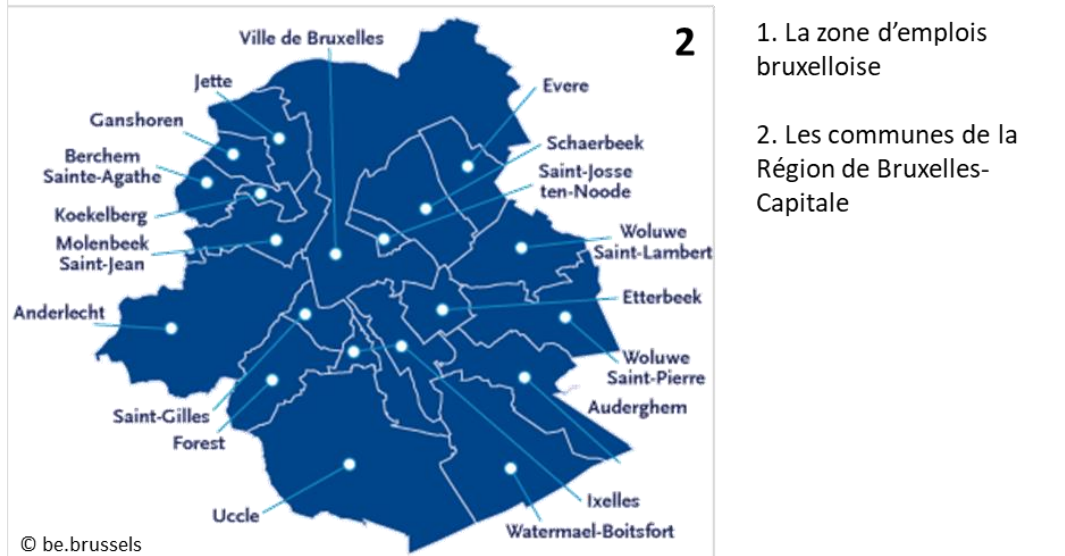 Ville de Bruxelles
2
Jette
Evere
Ganshoren
Schaerbeek
Berchem
Sainte-Agathe
Saint-Josse
ten-Noode
Koekelberg
Molenbeek
Saint-Jean
Woluwe
Saint-Lambert
Anderlecht
Etterbeek
Woluwe
Saint-Pierre
Saint-Gilles
Auderghem
Forest
Uccle
Ixelles
Watermael-Boitsfort
© be.brussels
1. La zone d’emplois
bruxelloise
2. Les communes de la
Région de Bruxelles-
Capitale